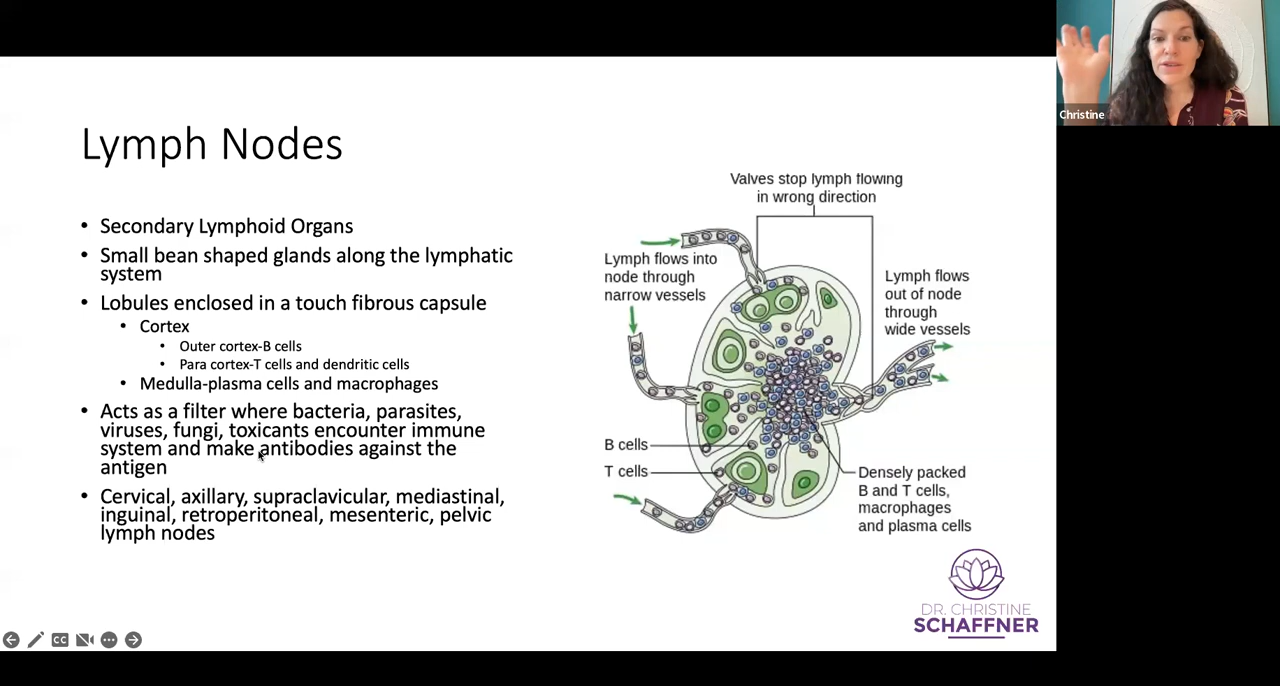 Christine
Lymph Nodes
• Secondary Lymphoid Organs
• Small bean shaped glands along the lymphatic
system
• Lobules enclosed in a touch fibrous capsule
• Cortex
• Outer cortex-B cells
• Para cortex-T cells and dendritic cells
• Medulla-plasma cells and macrophages
• Acts as a filter where bacteria, parasites,
viruses, fungi, toxicants encounter immune
system and make antibodies against the
antigen
• Cervical, axillary, supraclavicular, mediastinal,
inguinal, retroperitoneal, mesenteric, pelvic
lymph nodes
Valves stop lymph flowing
in wrong direction
Lymph flows into
node through
narrow vessels
Lymph flows
out of node
through
wide vessels
B cells
T cells
Densely packed
B and T cells,
macrophages
and plasma cells
DR. CHRISTINE
SCHAFFNER
CC